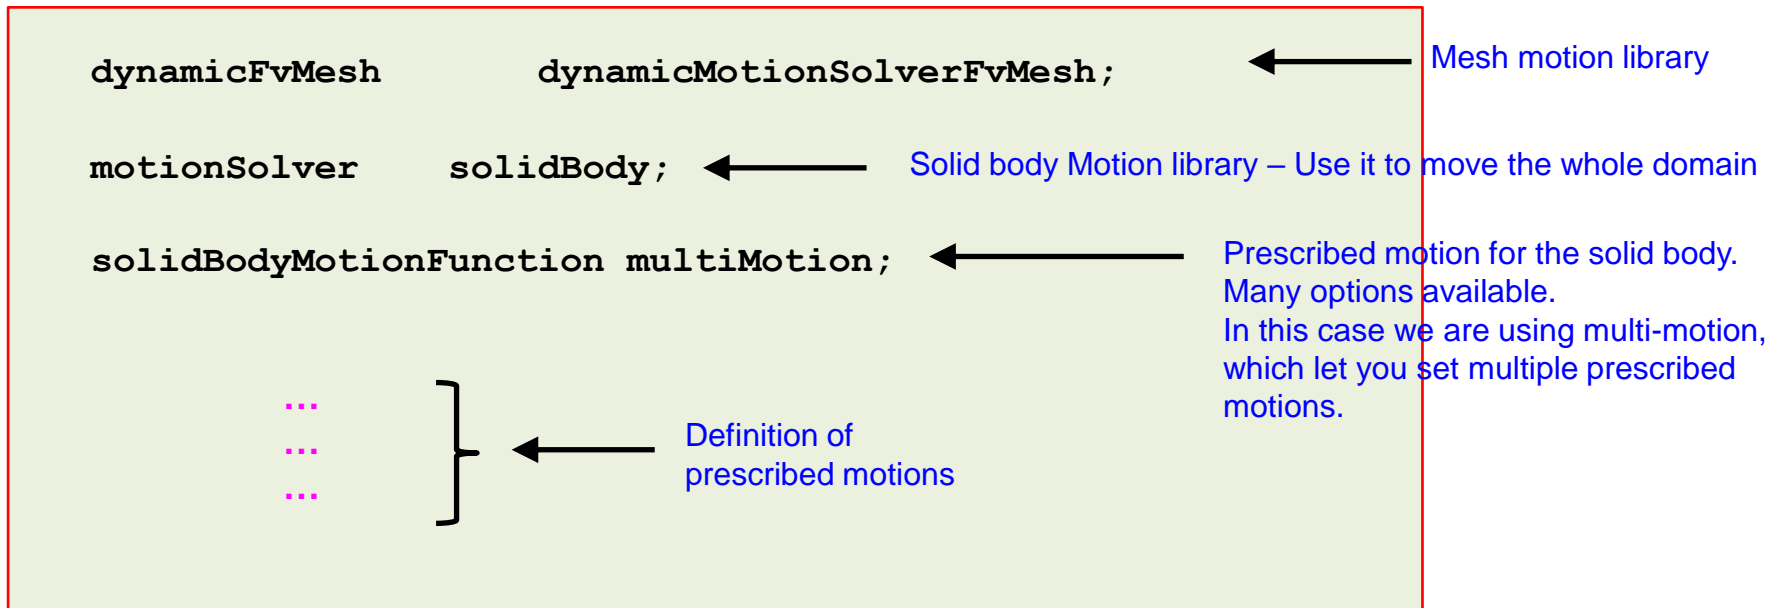 dynamicFvMesh dynamicMotionSolverFvMesh;
Mesh motion library
motionSolver solidBody;
Solid body Motion library – Use it to move the whole domain
solidBodyMotionFunction multiMotion;
Prescribed motion for the solid body.
Many options available.
In this case we are using multi-motion,
which let you set multiple prescribed
motions.
…
…
…
Definition of
prescribed motions